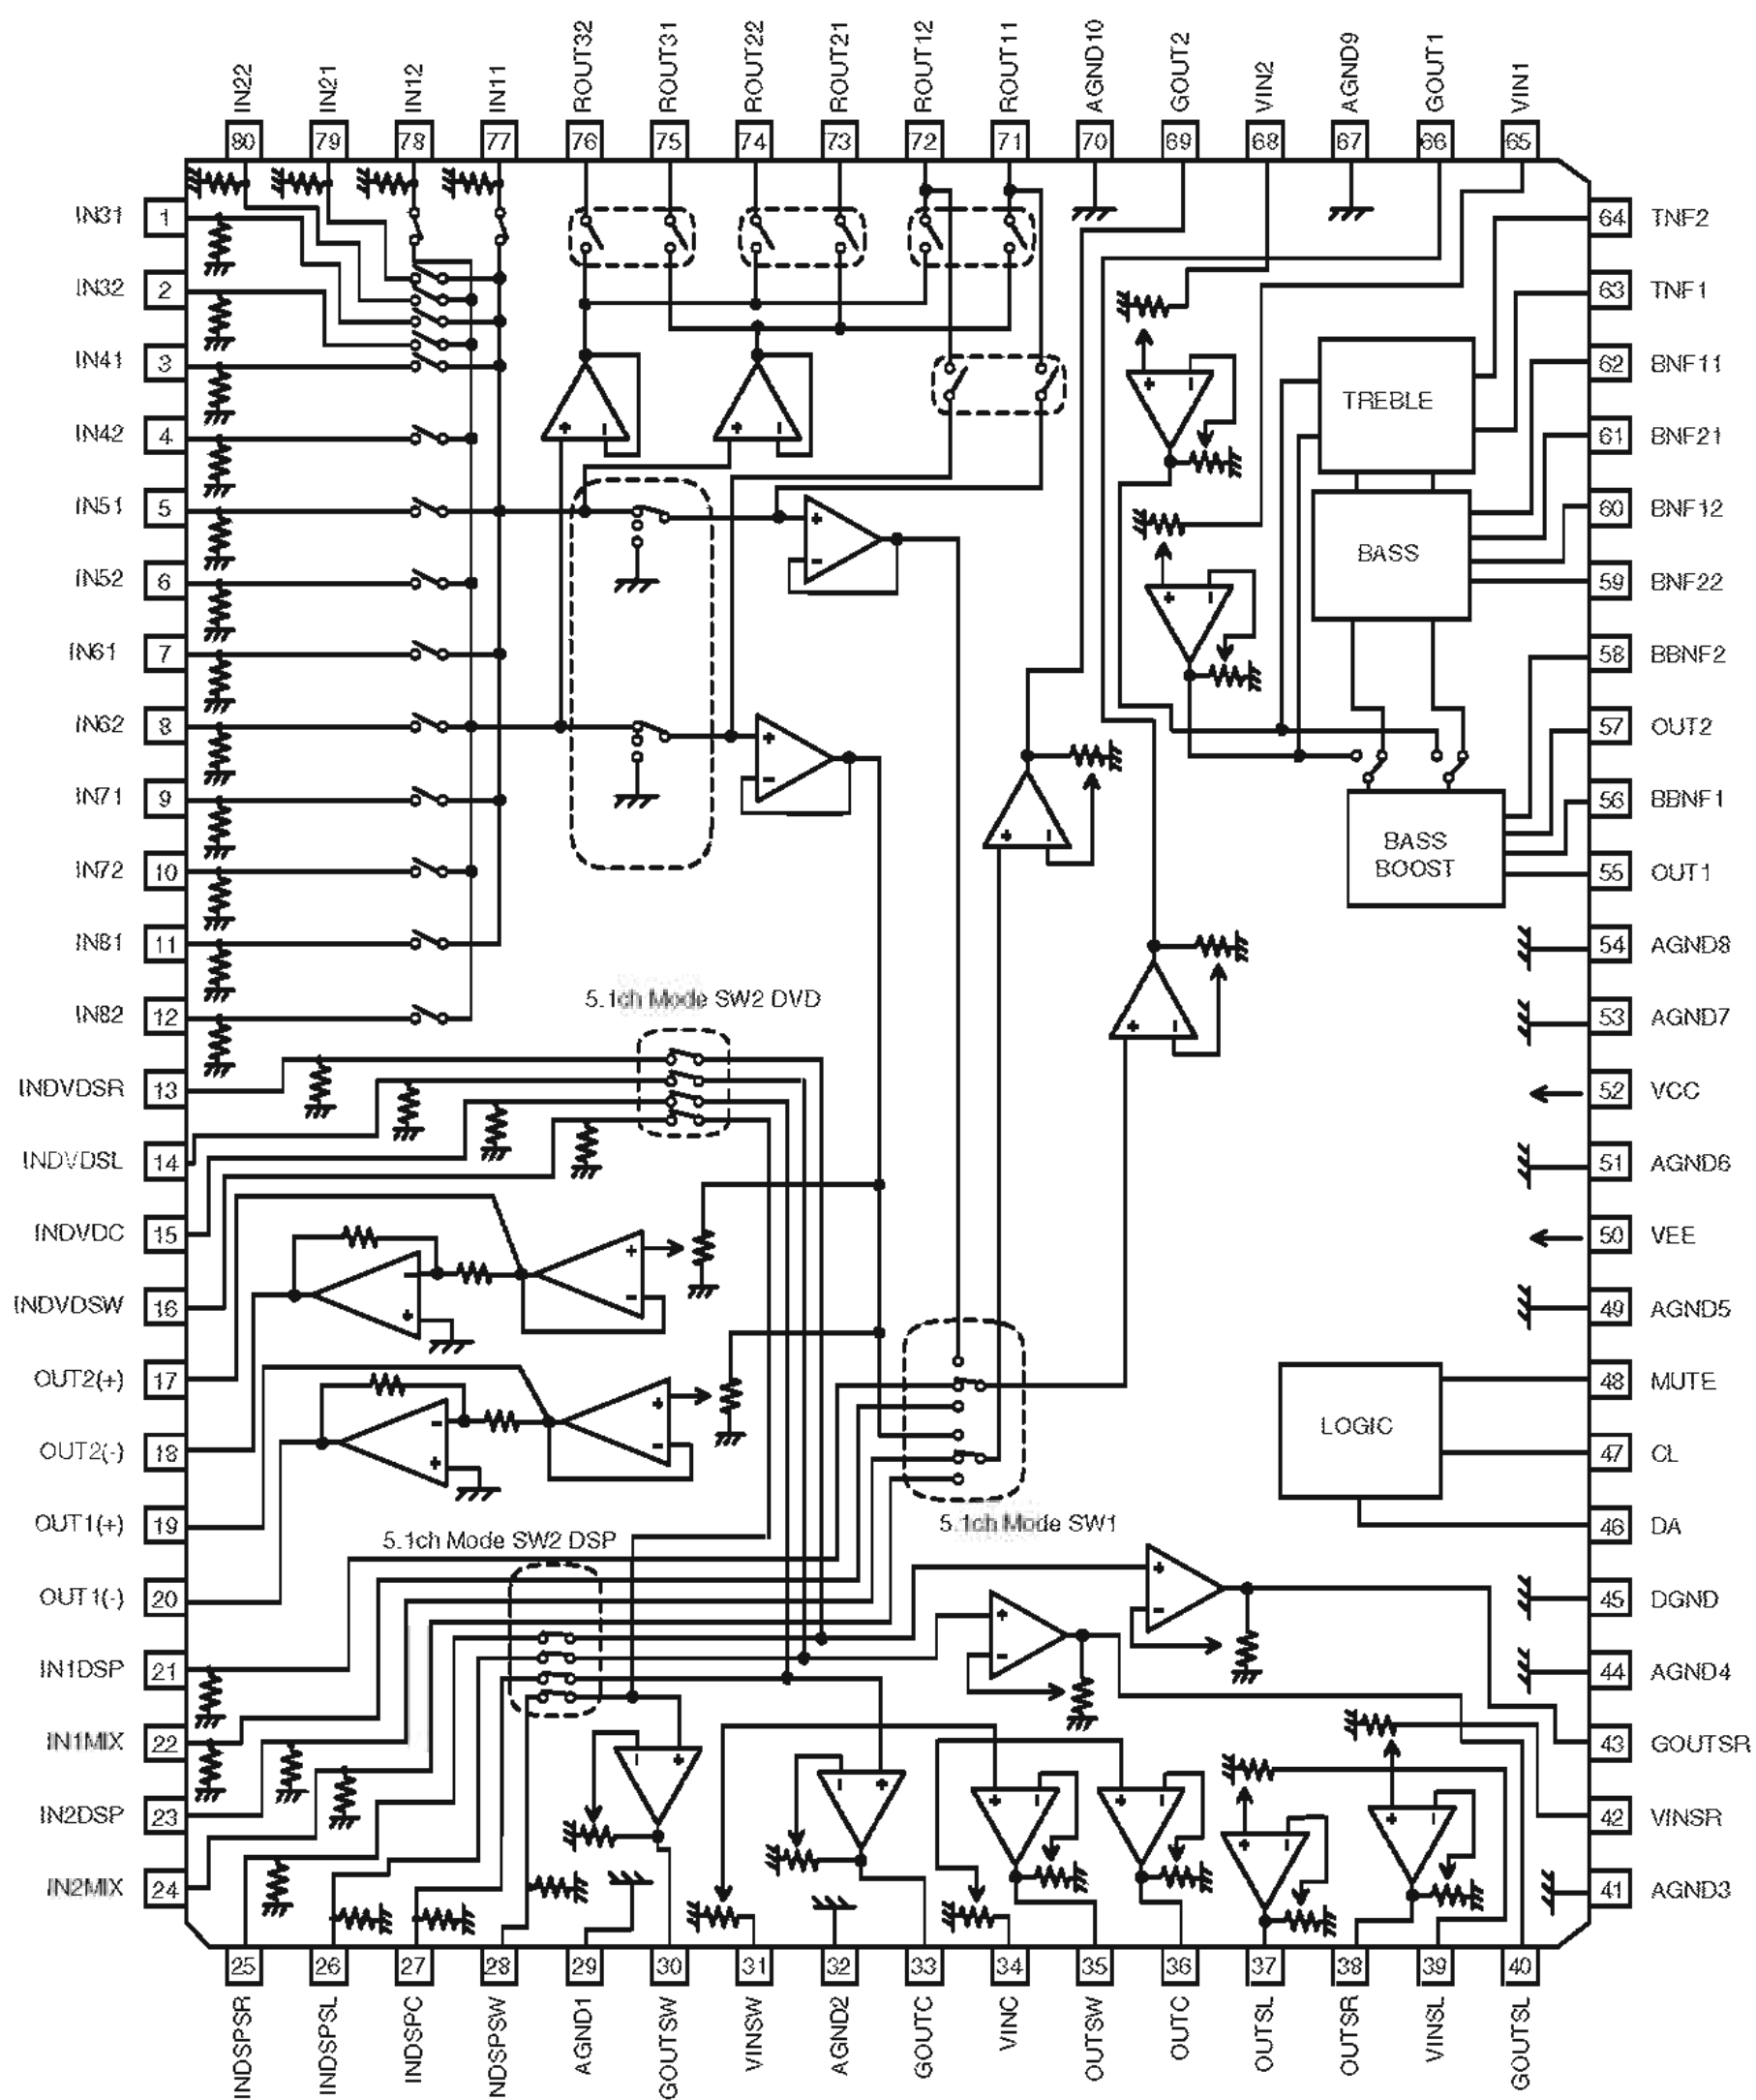 IN22 IN21 IN12 IN11 ROUT32 ROUT31 ROUT22 ROUT21 ROUT12 ROUT11 AGND10 GOUT2 VIN2 AGND9 GOUT1 VIN1
80 79 78 77 76 75 74 73 72 71 70 69 68 67 66 65
IN31 1
IN32 2
IN41 3
IN42 4
IN51 5
IN52 6
IN61 7
IN62 8
IN71 9
IN72 10
IN81 11
IN82 12
INDVDSR 13
INDVDSL 14
INDVDC 15
INDVDSW 16
OUT2(+) 17
OUT2(-) 18
OUT1(+) 19
OUT1(-) 20
IN1DSP 21
IN1MIX 22
IN2DSP 23
IN2MIX 24
64 TNF2
63 TNF1
62 BNF11
61 BNF21
60 BNF12
59 BNF22
58 BBNF2
57 OUT2
56 BBNF1
55 OUT1
54 AGND8
53 AGND7
52 VCC
51 AGND6
50 VEE
49 AGND5
48 MUTE
47 CL
46 DA
45 DGND
44 AGND4
43 GOUTSR
42 VINSR
41 AGND3
TREBLE
BASS
BASS
BOOST
5.1ch Mode SW2 DVD
LOGIC
5.1ch Mode SW1
5.1ch Mode SW2 DSP
25 26 27 28 29 30 31 32 33 34 35 36 37 38 39 40
INDSPSR INDSPSL INDSPC NDSPSW AGND1 GOUTSW VINSW AGND2 GOUTC VINC OUTSW OUTC OUTSL OUTSR VINSL GOUTSL